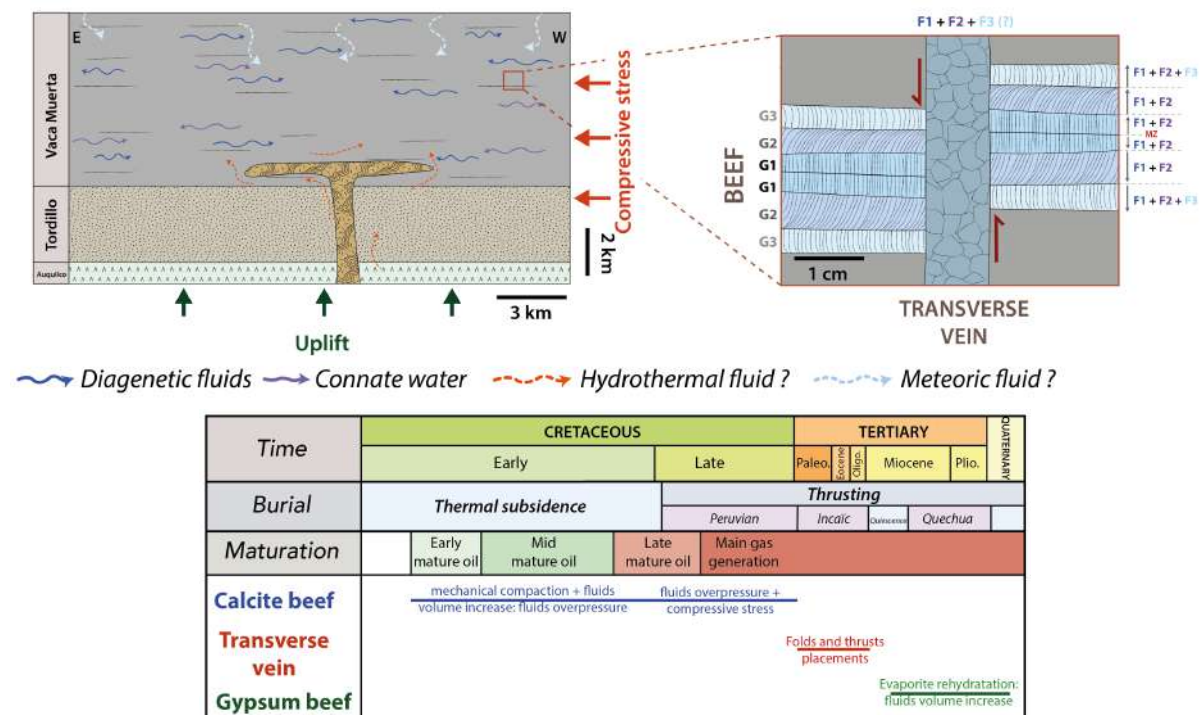 F1 + F2 + F3 (?)
E
W
Vaca Muerta
Tordillo
Auquilco
Compressive stress
2 km
3 km
Uplift
BEEF
G3
G2
G1
G1
G2
G3
F1 + F2 + F3
F1 + F2
F1 + F2
MZ
F1 + F2
F1 + F2
F1 + F2 + F3
1 cm
TRANSVERSE
VEIN
Diagenetic fluids
Connate water
Hydrothermal fluid ?
Meteoric fluid ?
Time
CRETACEOUS
TERTIARY
QUATERNARY
Early
Late
Paleo.
Eocene
Oligo.
Miocene
Plio.
Burial
Thermal subsidence
Thrusting
Peruvian
Incaïc
Quiescence
Quechua
Maturation
Early
mature oil
Mid
mature oil
Late
mature oil
Main gas
generation
Calcite beef
mechanical compaction + fluids
volume increase: fluids overpressure
fluids overpressure +
compressive stress
Transverse
vein
Folds and thrusts
placements
Gypsum beef
Evaporite rehydratation:
fluids volume increase